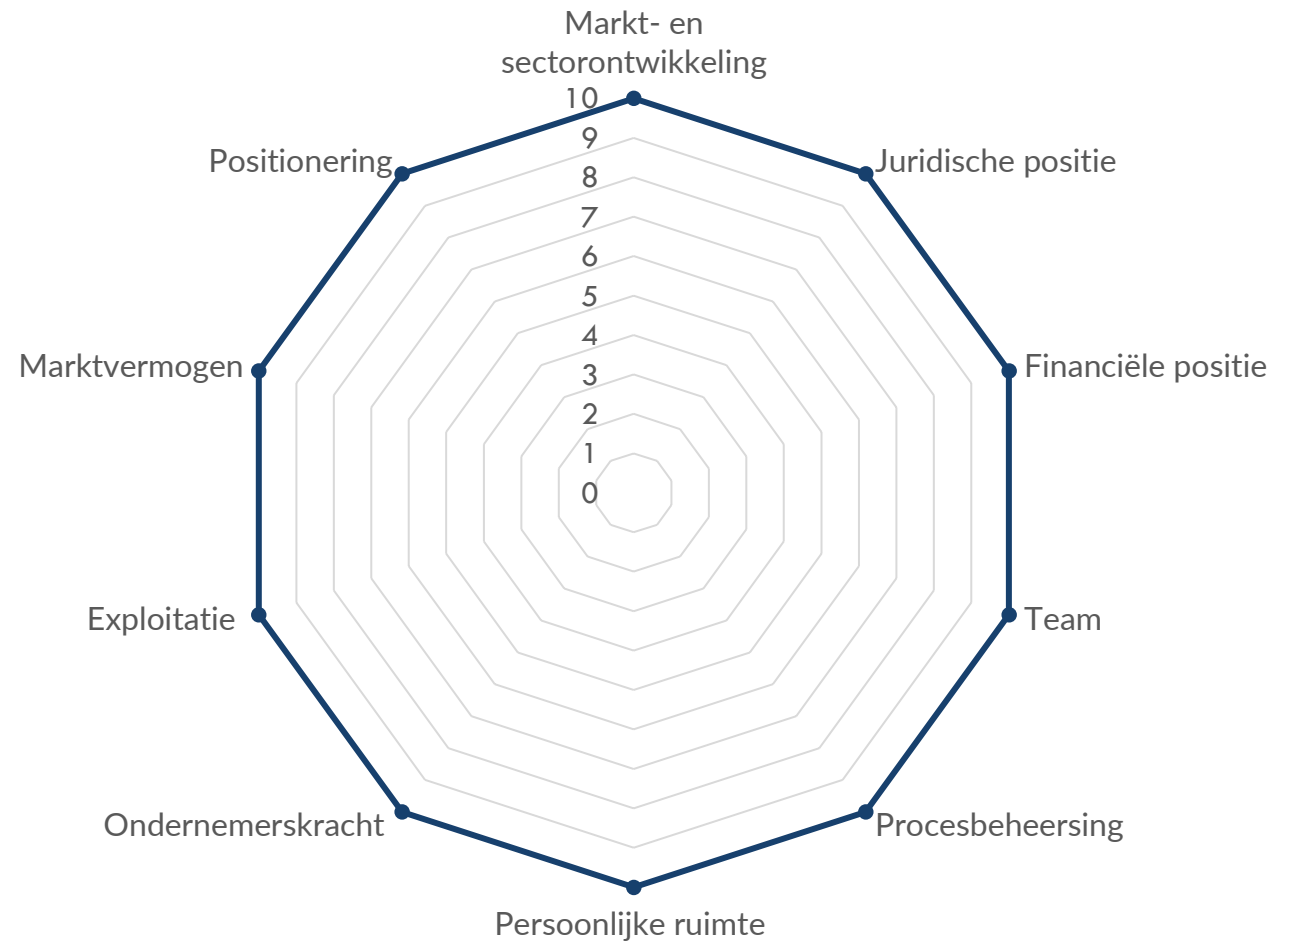 Markt- en
sectorontwikkeling
10
9
8
7
6
5
4
3
2
1
0
Juridische positie
Financiële positie
Team
Procesbeheersing
Persoonlijke ruimte
Ondernemerskracht
Exploitatie
Marktvermogen
Positionering